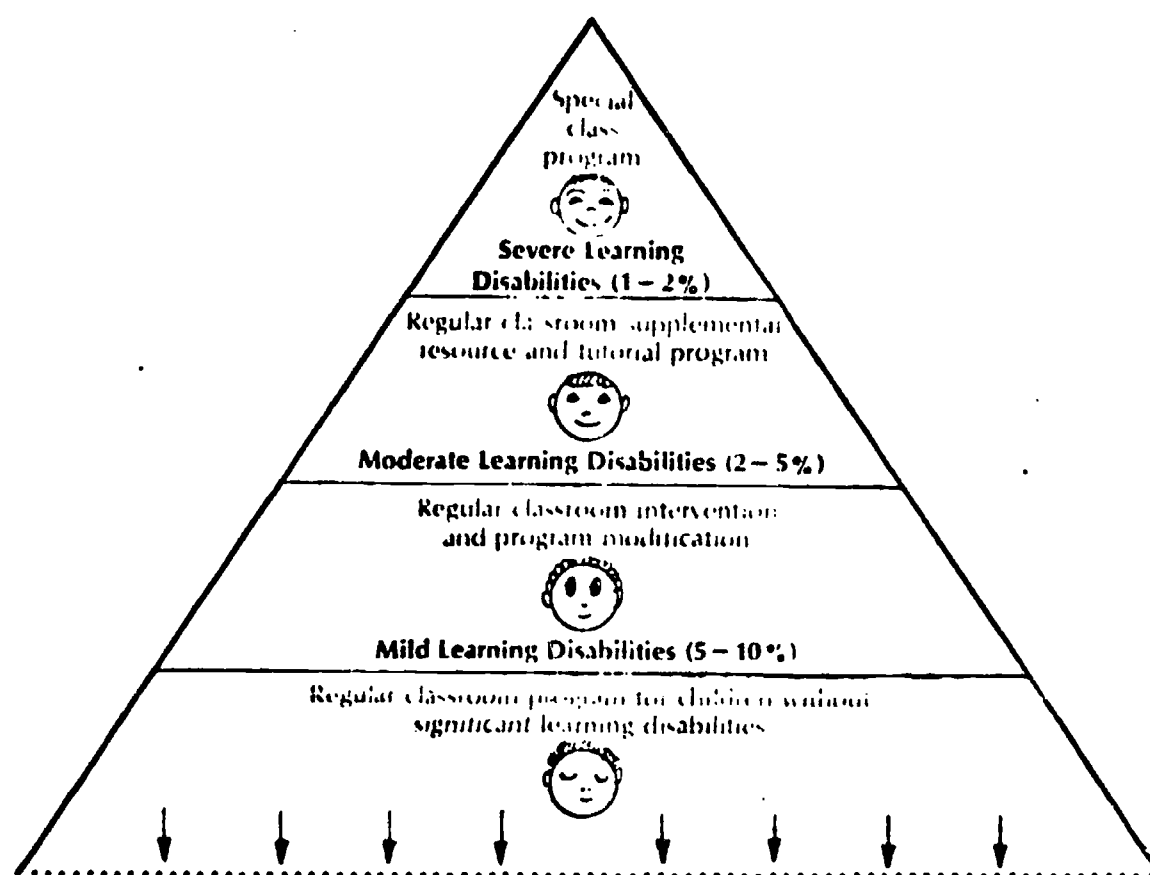 Special
class
program
Severe Learning
Disabilities (1 – 2%)
Regular classroom supplemental
resource and tutorial program
Moderate Learning Disabilities (2 – 5%)
Regular classroom intervention
and program modification
Mild Learning Disabilities (5 – 10%)
Regular classroom program for children without
significant learning disabilities